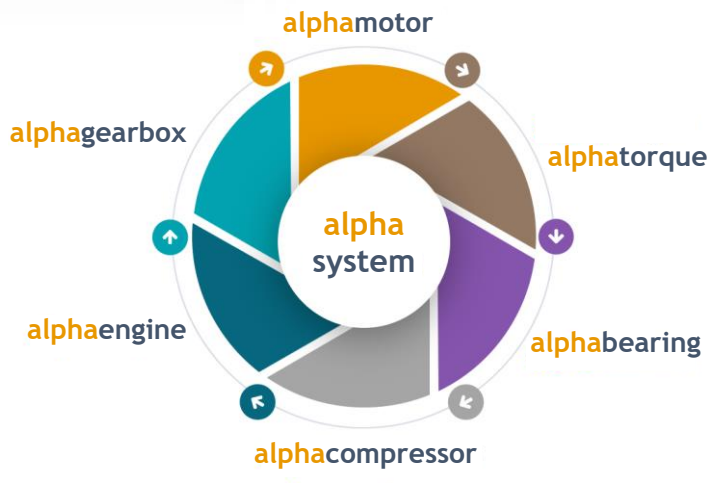 alphamotor
alphagearbox
alphatorque
alpha
system
alphaengine
alphabearing
alphacompressor